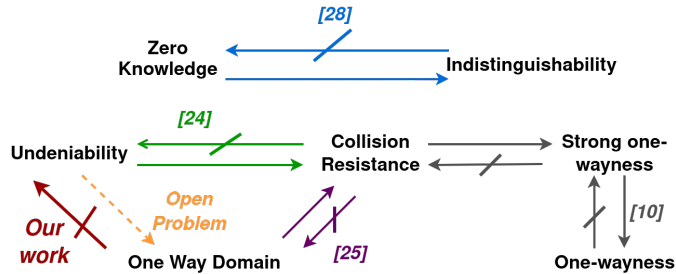 [28]
Zero
Knowledge
Indistinguishability
[24]
Undeniability
Collision
Resistance
Strong one-
wayness
Open
Problem
Our
work
[25]
[10]
One Way Domain
One-wayness